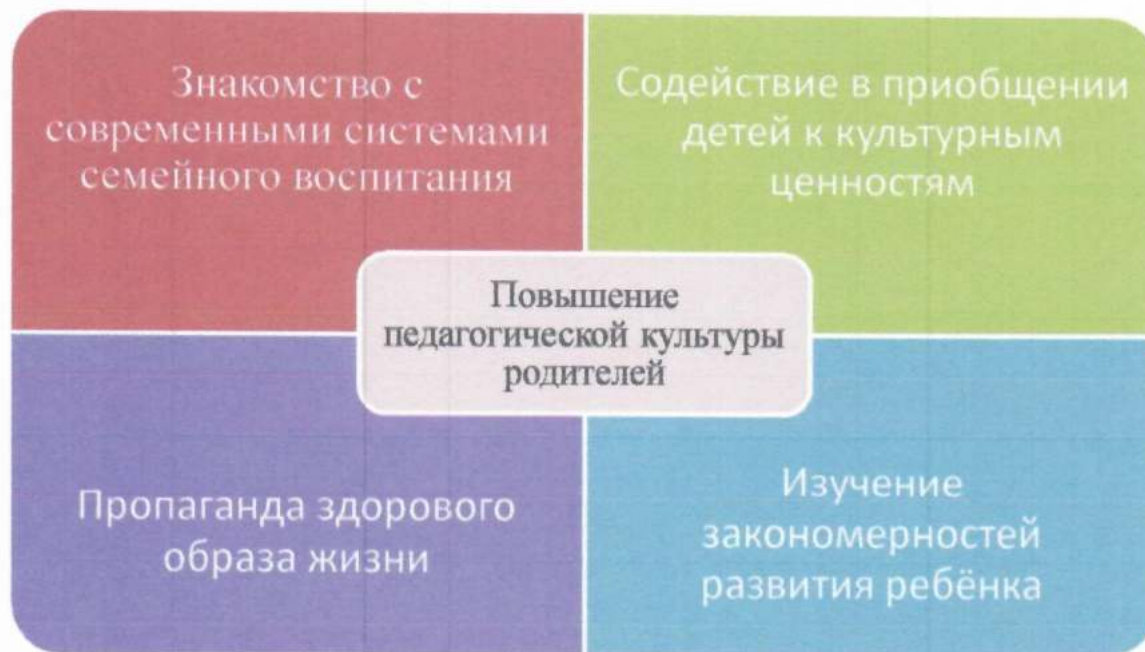 Знакомство с
современными системами
семейного воспитания
Содействие в приобщении
детей к культурным
ценностям
Повышение
педагогической культуры
родителей
Пропаганда здорового
образа жизни
Изучение
закономерностей
развития ребёнка